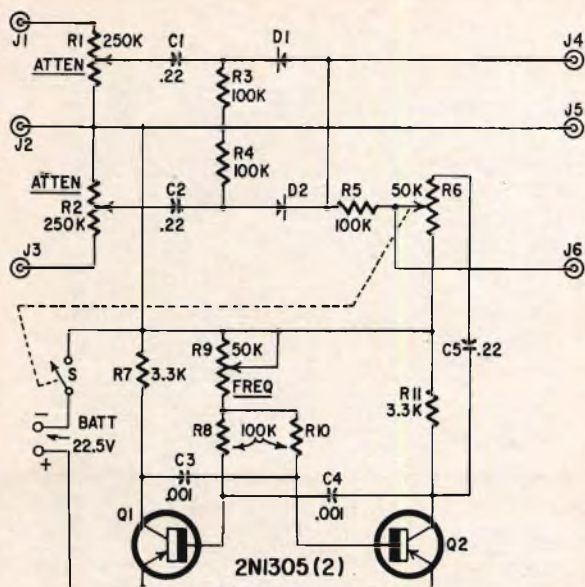 J1
R1 250K
ATTEN
C1
.22
D1
J4
R3
100K
J2
J5
R4
100K
ATTEN
R2
250K
C2
.22
D2
R5
100K
50K
R6
J3
J6
S
R7
3.3K
R9
50K
FREQ
C5
.22
R11
3.3K
−
BATT
22.5V
+
R8
100K
R10
C3
.001
C4
.001
Q1
Q2
2N1305 (2)